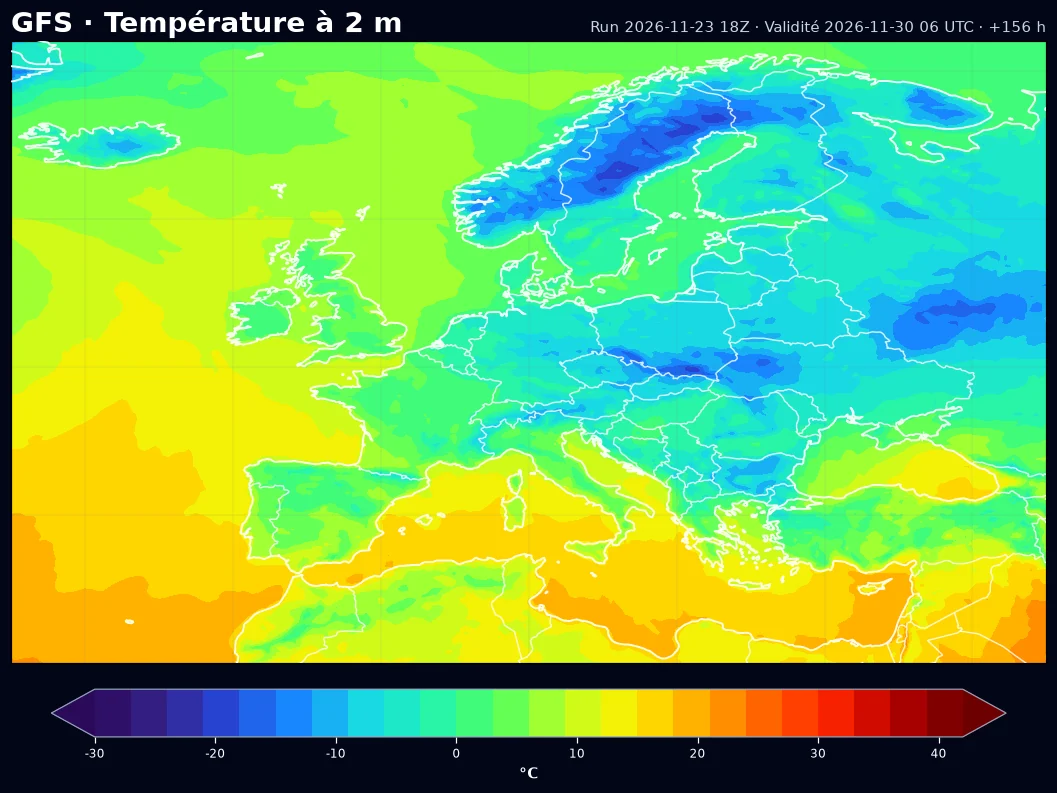 GFS · Température à 2 m
Run 2026-11-23 18Z · Validité 2026-11-30 06 UTC · +156 h
-30 -20 -10 0 10 20 30 40
°C